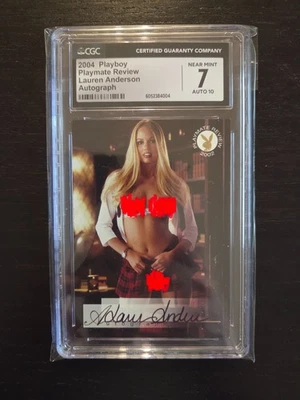 CGC
CERTIFIED GUARANTY COMPANY
2004 Playboy
Playmate Review
Lauren Anderson
Autograph
NEAR MINT
7
AUTO 10
6052384004
PLAYMATE REVIEW
2002